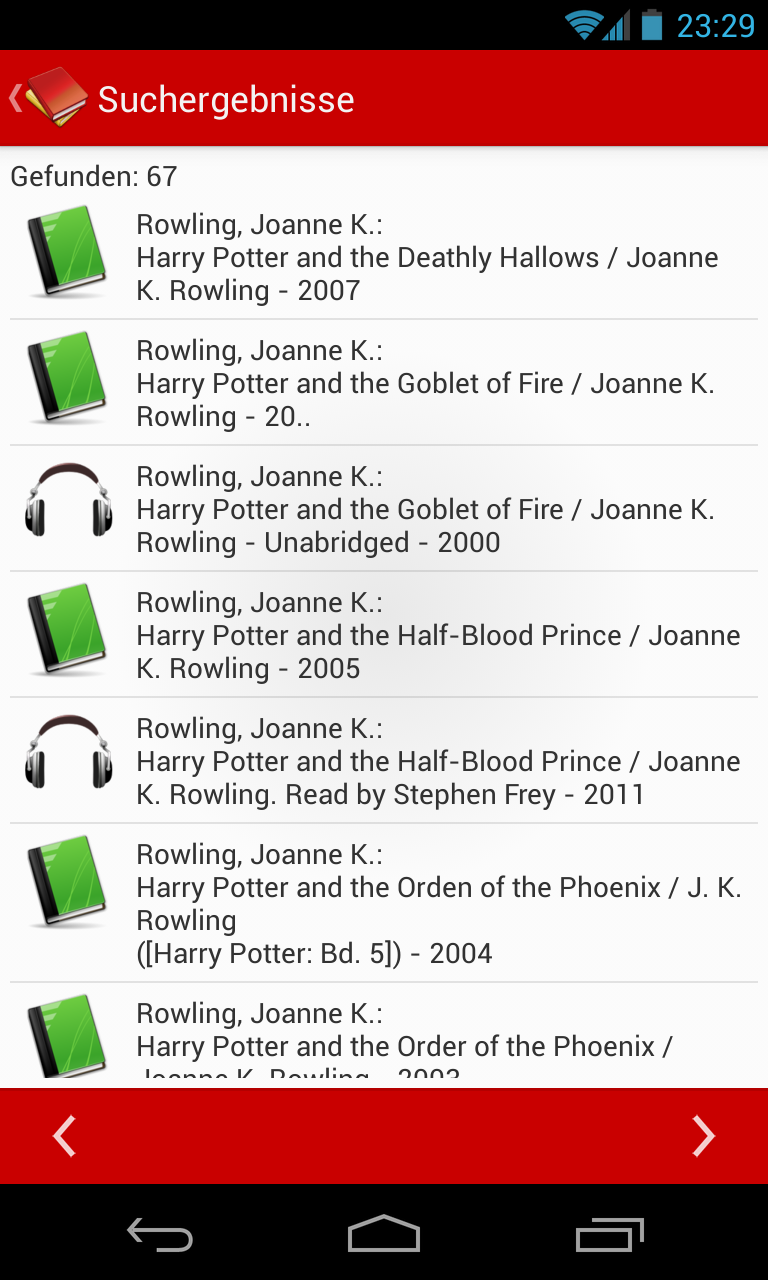 23:29
Suchergebnisse
Gefunden: 67
Rowling, Joanne K.:
Harry Potter and the Deathly Hallows / Joanne
K. Rowling - 2007
Rowling, Joanne K.:
Harry Potter and the Goblet of Fire / Joanne K.
Rowling - 20..
Rowling, Joanne K.:
Harry Potter and the Goblet of Fire / Joanne K.
Rowling - Unabridged - 2000
Rowling, Joanne K.:
Harry Potter and the Half-Blood Prince / Joanne
K. Rowling - 2005
Rowling, Joanne K.:
Harry Potter and the Half-Blood Prince / Joanne
K. Rowling. Read by Stephen Frey - 2011
Rowling, Joanne K.:
Harry Potter and the Orden of the Phoenix / J. K.
Rowling
([Harry Potter: Bd. 5]) - 2004
Rowling, Joanne K.:
Harry Potter and the Order of the Phoenix /
Joanne K. Rowling - 2003